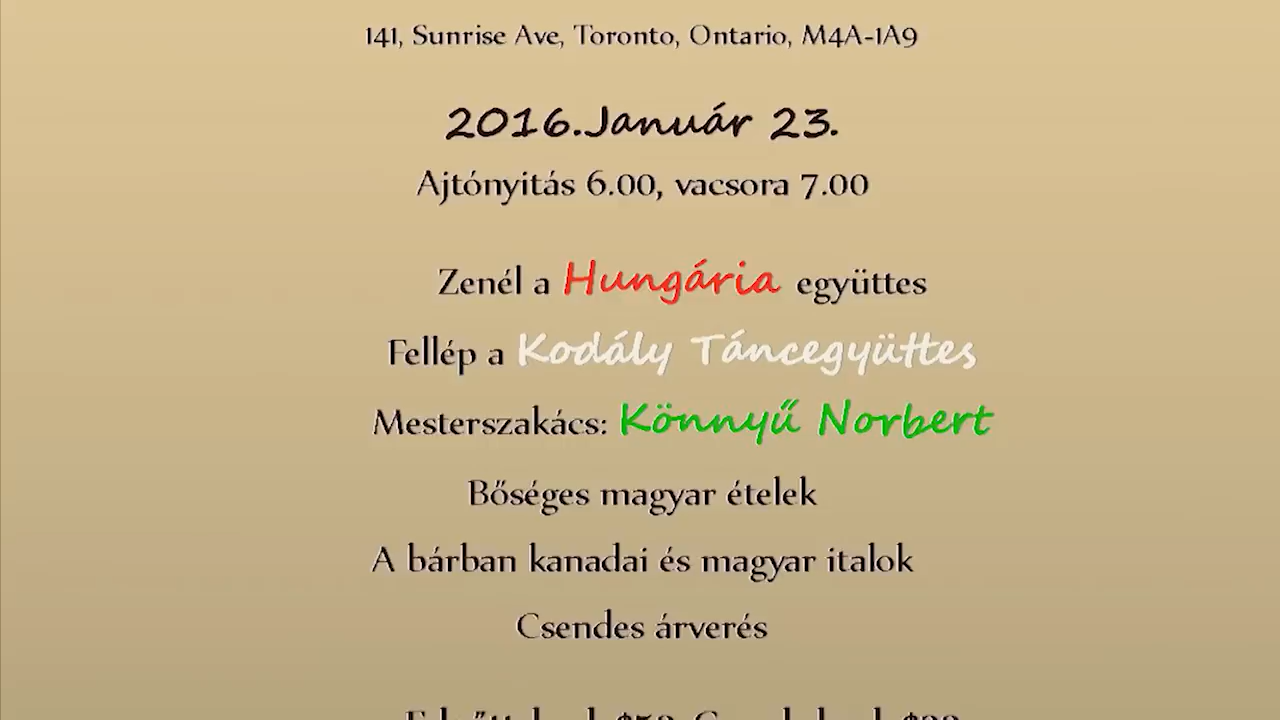 141, Sunrise Ave, Toronto, Ontario, M4A-1A9
2016.Január 23.
Ajtónyitás 6.00, vacsora 7.00
Zenél a Hungária együttes
Fellép a Kodály Táncegyüttes
Mesterszakács: Könnyű Norbert
Bőséges magyar ételek
A bárban kanadai és magyar italok
Csendes árverés